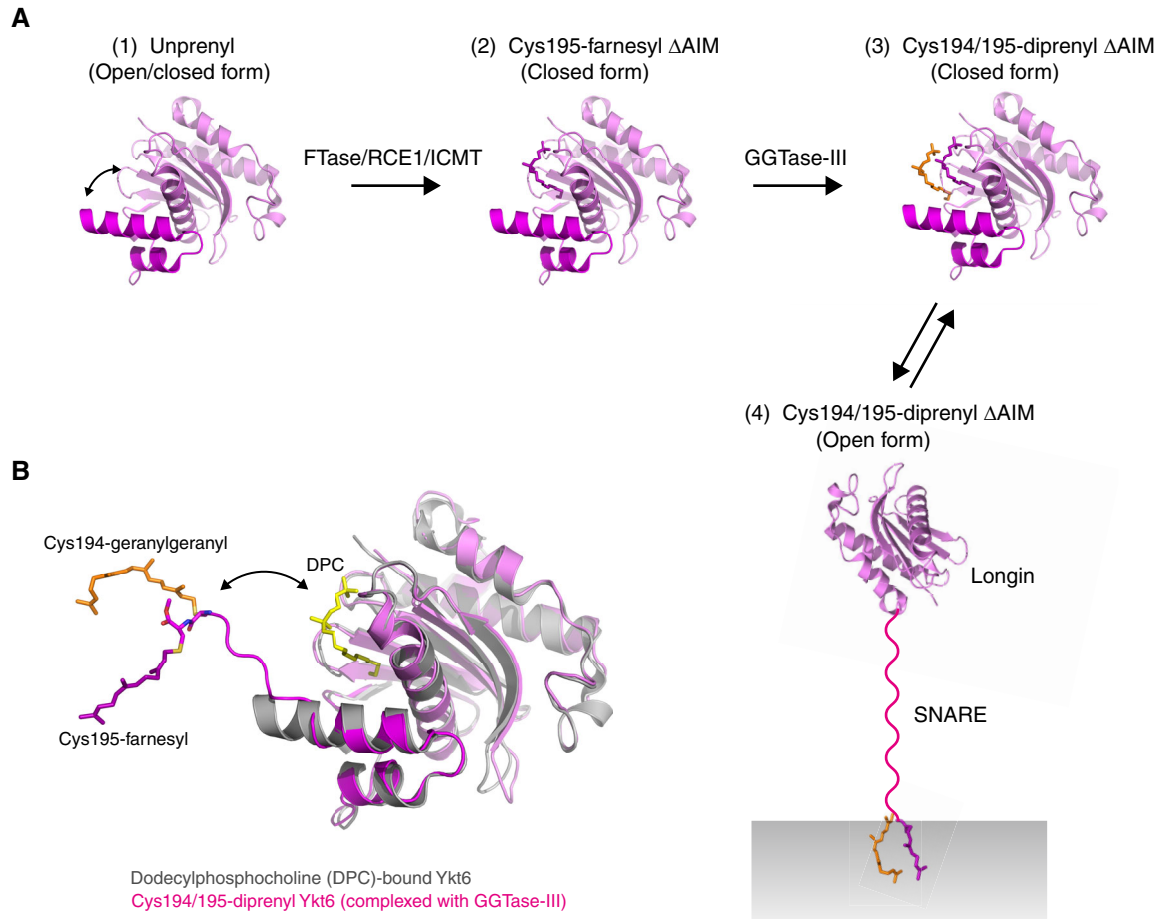 A
(1) Unprenyl
(Open/closed form)
(2) Cys195-farnesyl ΔAIM
(Closed form)
(3) Cys194/195-diprenyl ΔAIM
(Closed form)
FTase/RCE1/ICMT
GGTase-III
(4) Cys194/195-diprenyl ΔAIM
(Open form)
Longin
SNARE
B
Cys194-geranylgeranyl
DPC
Cys195-farnesyl
Dodecylphosphocholine (DPC)-bound Ykt6
Cys194/195-diprenyl Ykt6 (complexed with GGTase-III)